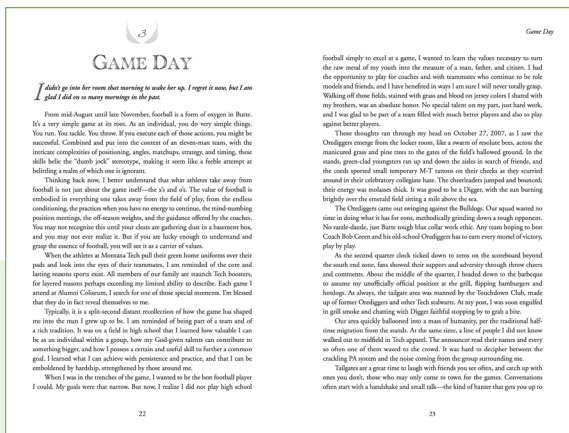 3
GAME DAY
I didn't go into her room that morning to wake her up. I regret it now, but I am
glad I did on so many mornings in the past.
From mid-August until late November, football is a form of oxygen in Butte.
It's a very simple game at its root. As an individual, you do very simple things.
You run. You tackle. You throw. If you execute each of those actions, you might be
successful. Combined and put into the context of an eleven-man team, with the
intricate complexities of positioning, angles, matchups, strategy, and timing, those
skills belie the "dumb jock" stereotype, making it seem like a feeble attempt at
belittling a realm of which one is ignorant.
Thinking back now, I better understand that what athletes take away from
football is not just about the game itself—the x's and o's. The value of football is
embodied in everything one takes away from the field of play, from the endless
conditioning, the practices when you have no energy to continue, the mind-numbing
position meetings, the off-season weights, and the guidance offered by the coaches.
You may not recognize this until your cleats are gathering dust in a basement box,
and you may not ever realize it. But if you are lucky enough to understand and
grasp the essence of football, you will see it as a carrier of values.
When the athletes at Montana Tech pull their green home uniforms over their
pads and look into the eyes of their teammates, I am reminded of the core and
lasting reasons sports exist. All members of our family are staunch Tech boosters,
for layered reasons perhaps exceeding my limited ability to describe. Each game I
attend at Alumni Coliseum, I search for one of those special moments. I'm blessed
that they do in fact reveal themselves to me.
Typically, it is a split-second distant recollection of how the game has shaped
me into the man I grew up to be. I am reminded of being part of a team and of
a rich tradition. It was on a field in high school that I learned how valuable I can
be as an individual within a group, how my God-given talents can contribute to
something bigger, and how I possess a certain and useful skill to further a common
goal. I learned what I can achieve with persistence and practice, and that I can be
emboldened by hardship, strengthened by those around me.
When I was in the trenches of the game, I wanted to be the best football player
I could. My goals were that narrow. But now, I realize I did not play high school
22
Game Day
football simply to excel at a game, I wanted to learn the values necessary to turn
the raw metal of my youth into the measure of a man, father, and citizen. I had
the opportunity to play for coaches and with teammates who continue to be role
models and friends, and I have benefited in ways I am sure I will never totally grasp.
Walking off those fields, stained with grass and blood on jersey colors I shared with
my brothers, was an absolute honor. No special talent on my part, just hard work,
and I was glad to be part of a team filled with much better players and also to play
against better players.
Those thoughts ran through my head on October 27, 2007, as I saw the
Orediggers emerge from the locker room, like a swarm of resolute bees, across the
manicured grass and pine trees to the gates of the field's hallowed ground. In the
stands, green-clad youngsters ran up and down the aisles in search of friends, and
the coeds sported small temporary M-T tattoos on their cheeks as they scurried
around in their celebratory collegiate haze. The cheerleaders jumped and bounced;
their energy was molasses thick. It was good to be a Digger, with the sun burning
brightly over the emerald field sitting a mile above the sea.
The Orediggers came out swinging against the Bulldogs. Our squad wasted no
time in doing what it has for eons, methodically grinding down a tough opponent.
No razzle-dazzle, just Butte tough blue collar work ethic. Any team hoping to best
Coach Bob Green and his old-school Orediggers has to earn every morsel of victory,
play by play.
As the second quarter clock ticked down to zeros on the scoreboard beyond
the south end zone, fans showed their support and adversity through showy cheers
and comments. About the middle of the quarter, I headed down to the barbeque
to assume my unofficially official position at the grill, flipping hamburgers and
hotdogs. As always, the tailgate area was manned by the Touchdown Club, made
up of former Orediggers and other Tech stalwarts. At my post, I was soon engulfed
in grill smoke and chatting with Digger faithful stopping by to grab a bite.
Our area quickly ballooned into a mass of humanity, per the traditional half-
time migration from the stands. At the same time, a line of people I did not know
walked out to midfield in Tech apparel. The announcer read their names and every
so often one of them waved to the crowd. It was hard to decipher between the
crackling PA system and the noise coming from the group surrounding me.
Tailgates are a great time to laugh with friends you see often, and catch up with
ones you don't, those who may only come to town for the games. Conversations
often start with a handshake and small talk—the kind of banter that gets you up to
23